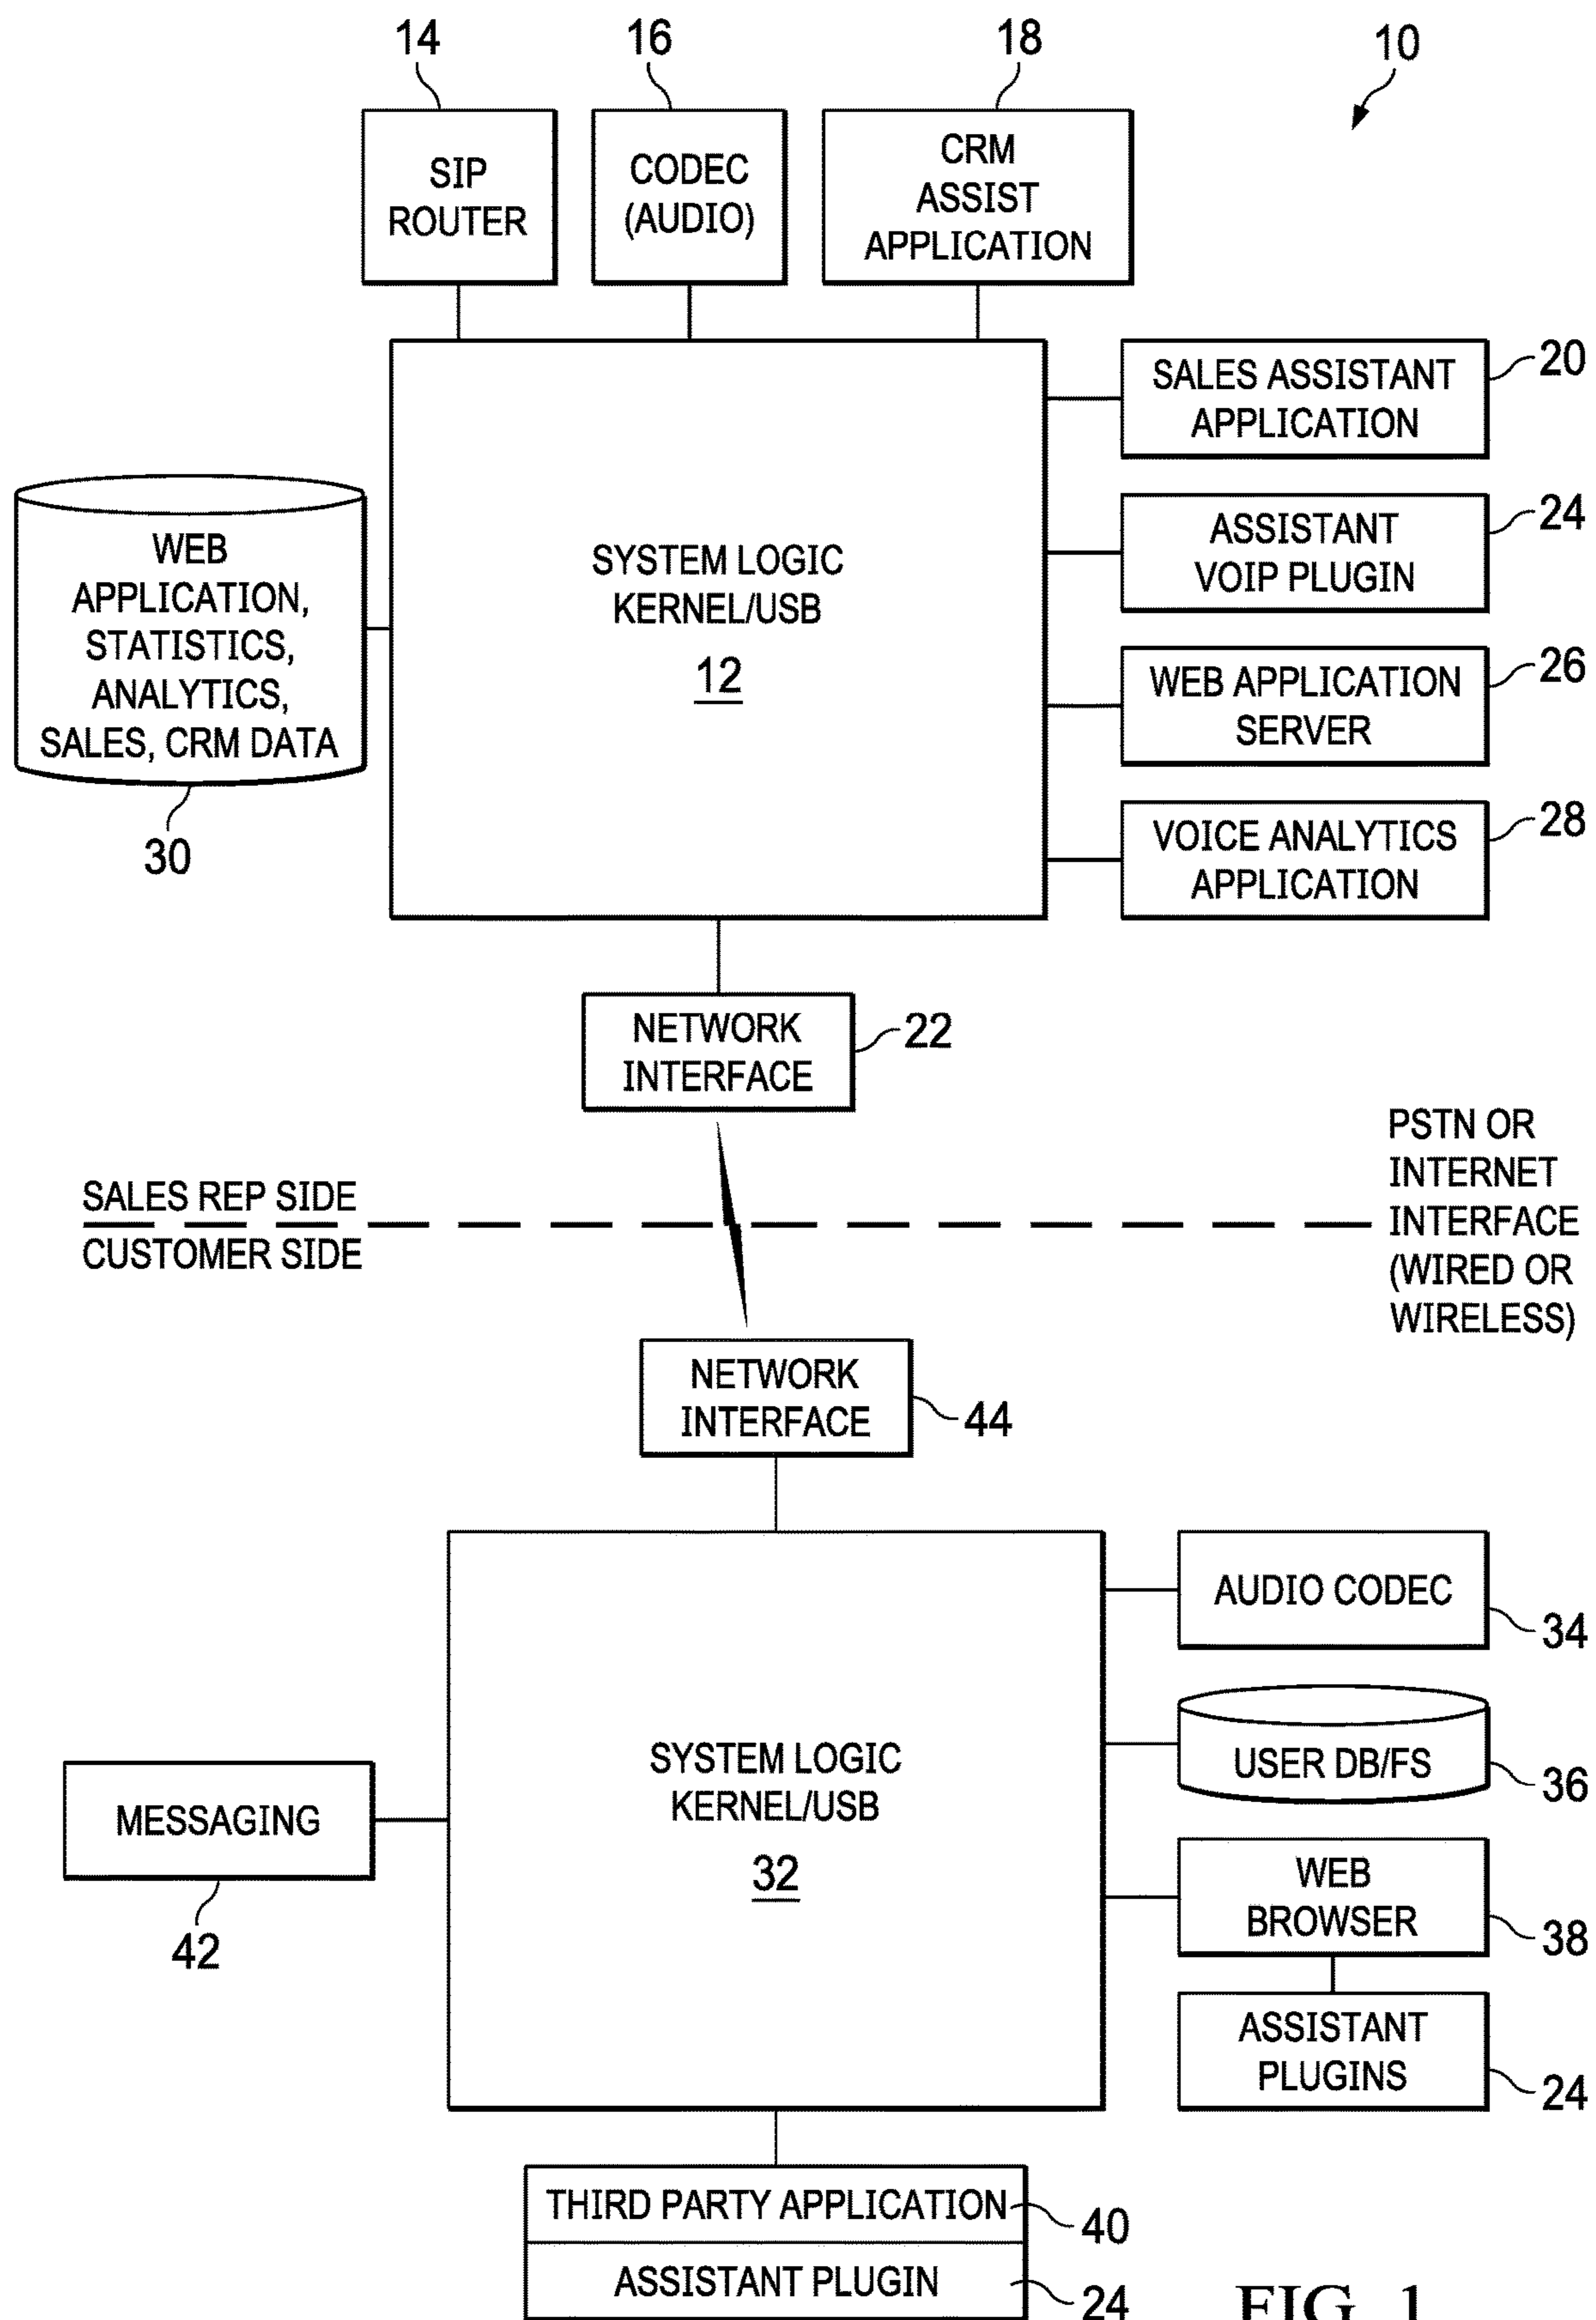 14
16
18
10
SIP
ROUTER
CODEC
(AUDIO)
CRM
ASSIST
APPLICATION
SALES ASSISTANT
APPLICATION
20
ASSISTANT
VOIP PLUGIN
24
WEB
APPLICATION,
STATISTICS,
ANALYTICS,
SALES, CRM DATA
30
SYSTEM LOGIC
KERNEL/USB
12
WEB APPLICATION
SERVER
26
VOICE ANALYTICS
APPLICATION
28
NETWORK
INTERFACE
22
SALES REP SIDE
CUSTOMER SIDE
PSTN OR
INTERNET
INTERFACE
(WIRED OR
WIRELESS)
NETWORK
INTERFACE
44
AUDIO CODEC
34
USER DB/FS
36
SYSTEM LOGIC
KERNEL/USB
32
MESSAGING
42
WEB
BROWSER
38
ASSISTANT
PLUGINS
24
THIRD PARTY APPLICATION
40
ASSISTANT PLUGIN
24
FIG. 1